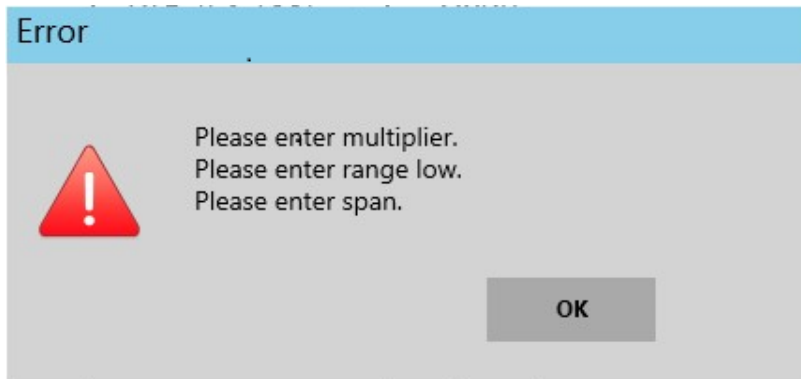 Error
Please enter multiplier.
Please enter range low.
Please enter span.
OK